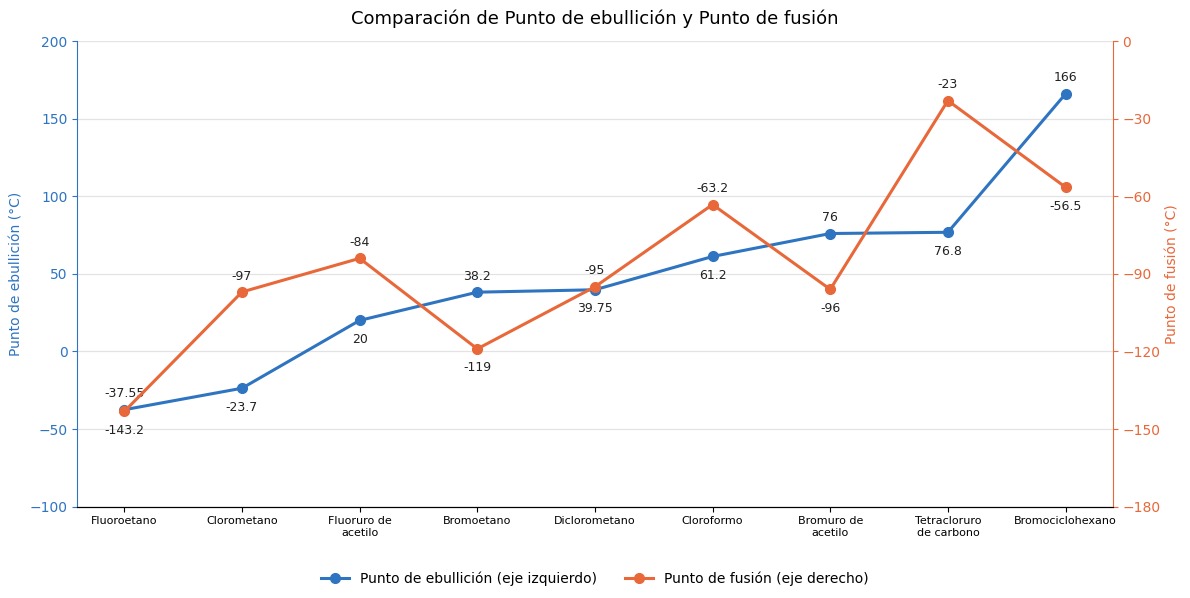 Comparación de Punto de ebullición y Punto de fusión
Punto de ebullición (°C)
200
150
100
50
0
−50
−100
0
−30
−60
−90
−120
−150
−180
Punto de fusión (°C)
-37.55
-143.2
-97
-23.7
-84
20
38.2
-119
-95
39.75
-63.2
61.2
76
-96
-23
76.8
166
-56.5
Fluoroetano
Clorometano
Fluoruro de
acetilo
Bromoetano
Diclorometano
Cloroformo
Bromuro de
acetilo
Tetracloruro
de carbono
Bromociclohexano
Punto de ebullición (eje izquierdo)
Punto de fusión (eje derecho)